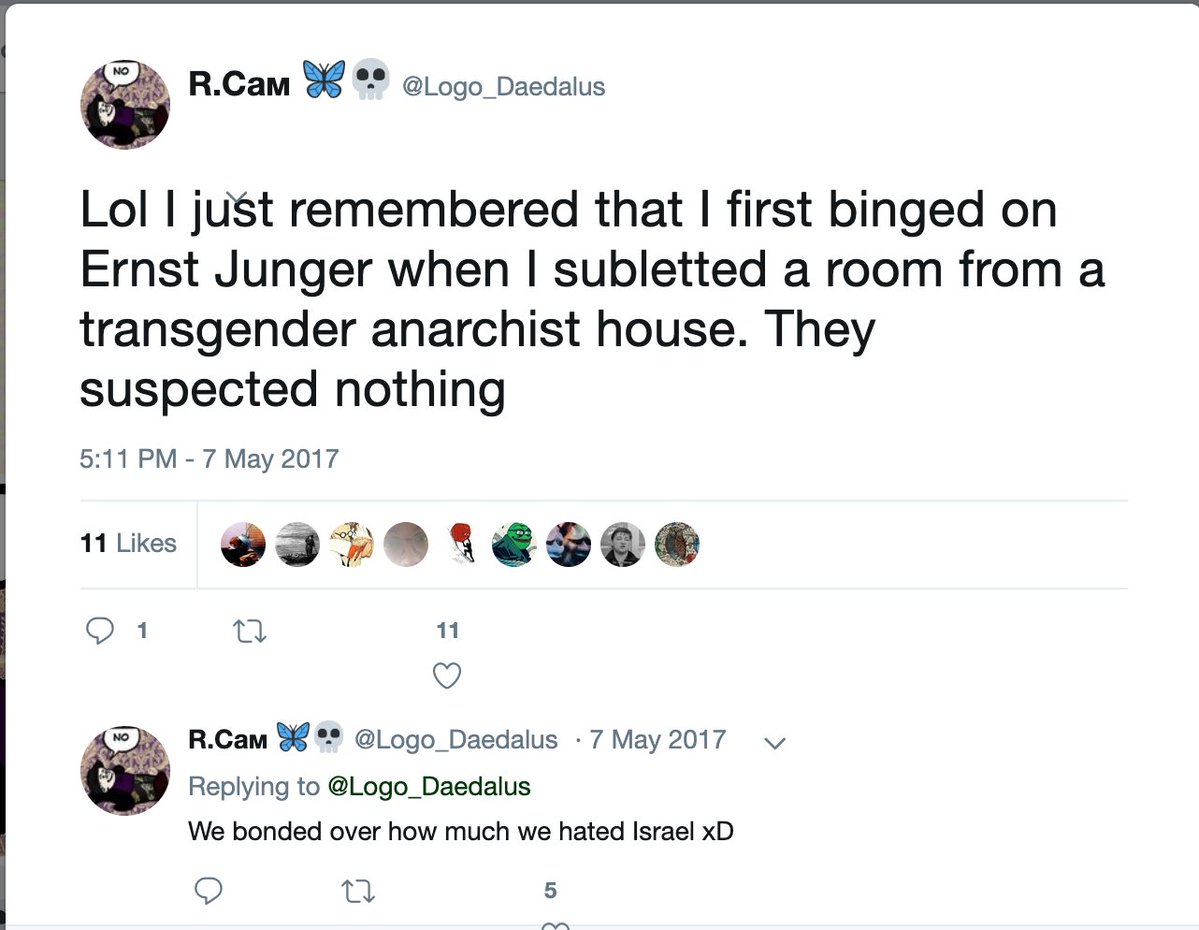 NO
R.Cам 🦋💀 @Logo_Daedalus
Lol I just remembered that I first binged on
Ernst Junger when I subletted a room from a
transgender anarchist house. They
suspected nothing
5:11 PM - 7 May 2017
11 Likes
1
11
NO
R.Cам 🦋💀 @Logo_Daedalus · 7 May 2017
Replying to @Logo_Daedalus
We bonded over how much we hated Israel xD
5